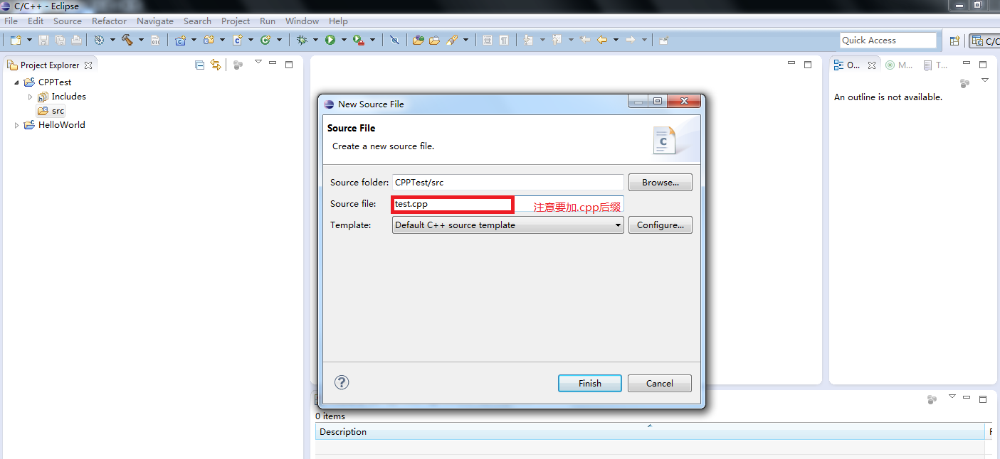 C/C++ - Eclipse
File Edit Source Refactor Navigate Search Project Run Window Help
Quick Access
C/C
Project Explorer
CPPTest
Includes
src
HelloWorld
New Source File
Source File
Create a new source file.
Source folder: CPPTest/src Browse...
Source file: test.cpp 注意要加.cpp后缀
Template: Default C++ source template Configure...
Finish Cancel
O... M... T...
An outline is not available.
0 items
Description